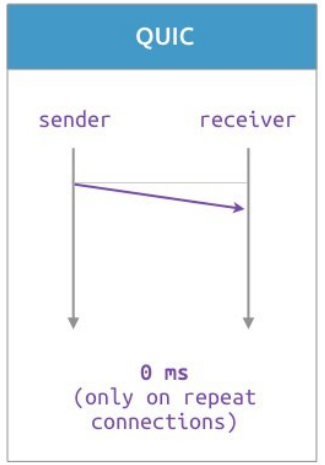 QUIC
sender receiver
0 ms
(only on repeat
connections)